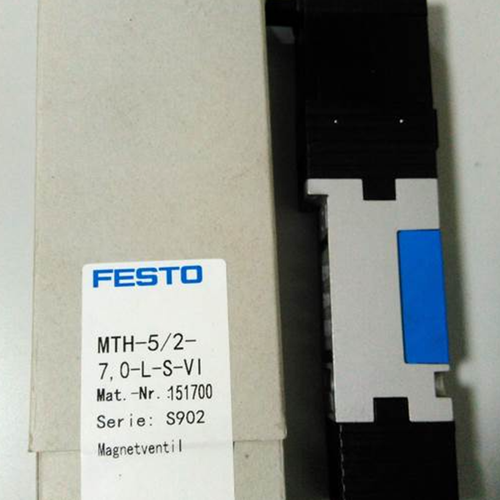 FESTO
MTH-5/2-
7,0-L-S-VI
Mat.-Nr.:151700
Serie: S902
Magnetventil